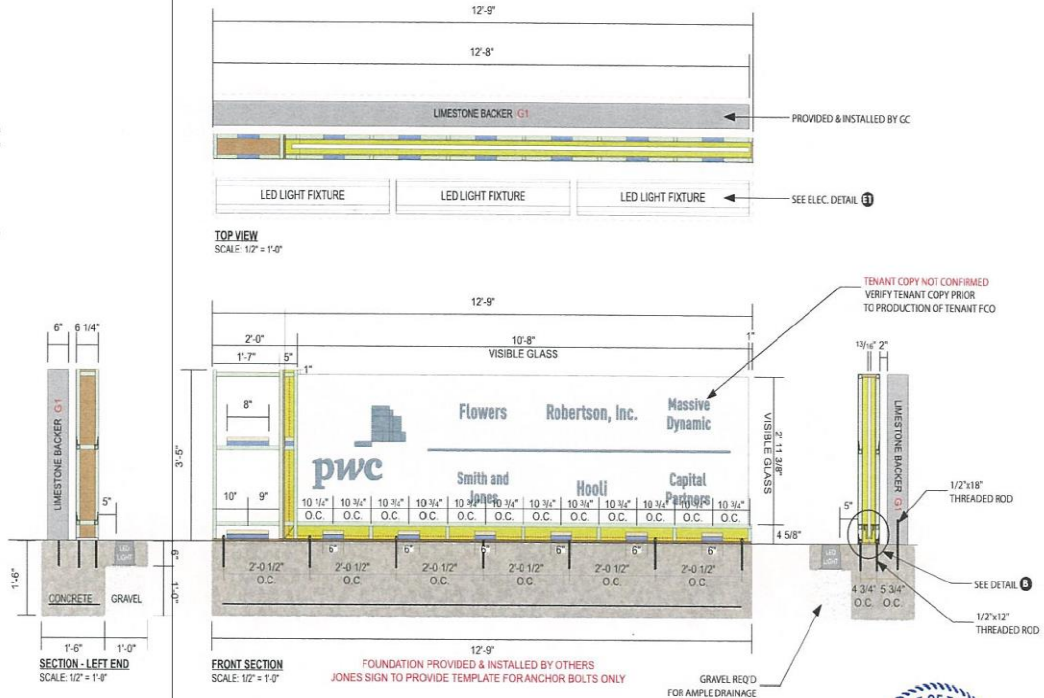 12'-9"
12'-8"
LIMESTONE BACKER G1
PROVIDED & INSTALLED BY GC
LED LIGHT FIXTURE
LED LIGHT FIXTURE
LED LIGHT FIXTURE
SEE ELEC. DETAIL E1
TOP VIEW
SCALE: 1/2" = 1'-0"
TENANT COPY NOT CONFIRMED
VERIFY TENANT COPY PRIOR
TO PRODUCTION OF TENANT FCO
12'-9"
2'-0"
10'-8"
VISIBLE GLASS
1"
1'-7"
5"
1"
6"
6 1/4"
13/16"
2"
LIMESTONE BACKER G1
5"
3'-5"
8"
10"
9"
pwc
Flowers
Robertson, Inc.
Massive
Dynamic
Smith and
Jones
Hooli
Capital
Partners
VISIBLE GLASS
2' 11 3/8"
4 5/8"
10 1/4"
O.C.
10 3/4"
O.C.
10 3/4"
O.C.
10 3/4"
O.C.
10 3/4"
O.C.
10 3/4"
O.C.
10 3/4"
O.C.
10 3/4"
O.C.
10 3/4"
O.C.
10 3/4"
O.C.
6"
6"
6"
6"
6"
6"
2'-0 1/2"
O.C.
2'-0 1/2"
O.C.
2'-0 1/2"
O.C.
2'-0 1/2"
O.C.
2'-0 1/2"
O.C.
2'-0 1/2"
O.C.
LIMESTONE BACKER G1
1/2"x18"
THREADED ROD
5"
LED
LIGHT
4 3/4"
O.C.
5 3/4"
O.C.
SEE DETAIL B
1/2"x12"
THREADED ROD
1'-6"
LED
LIGHT
6"
1'-0"
CONCRETE
GRAVEL
1'-6"
1'-0"
SECTION - LEFT END
SCALE: 1/2" = 1'-0"
12'-9"
FRONT SECTION
SCALE: 1/2" = 1'-0"
FOUNDATION PROVIDED & INSTALLED BY OTHERS
JONES SIGN TO PROVIDE TEMPLATE FOR ANCHOR BOLTS ONLY
GRAVEL REQ'D
FOR AMPLE DRAINAGE